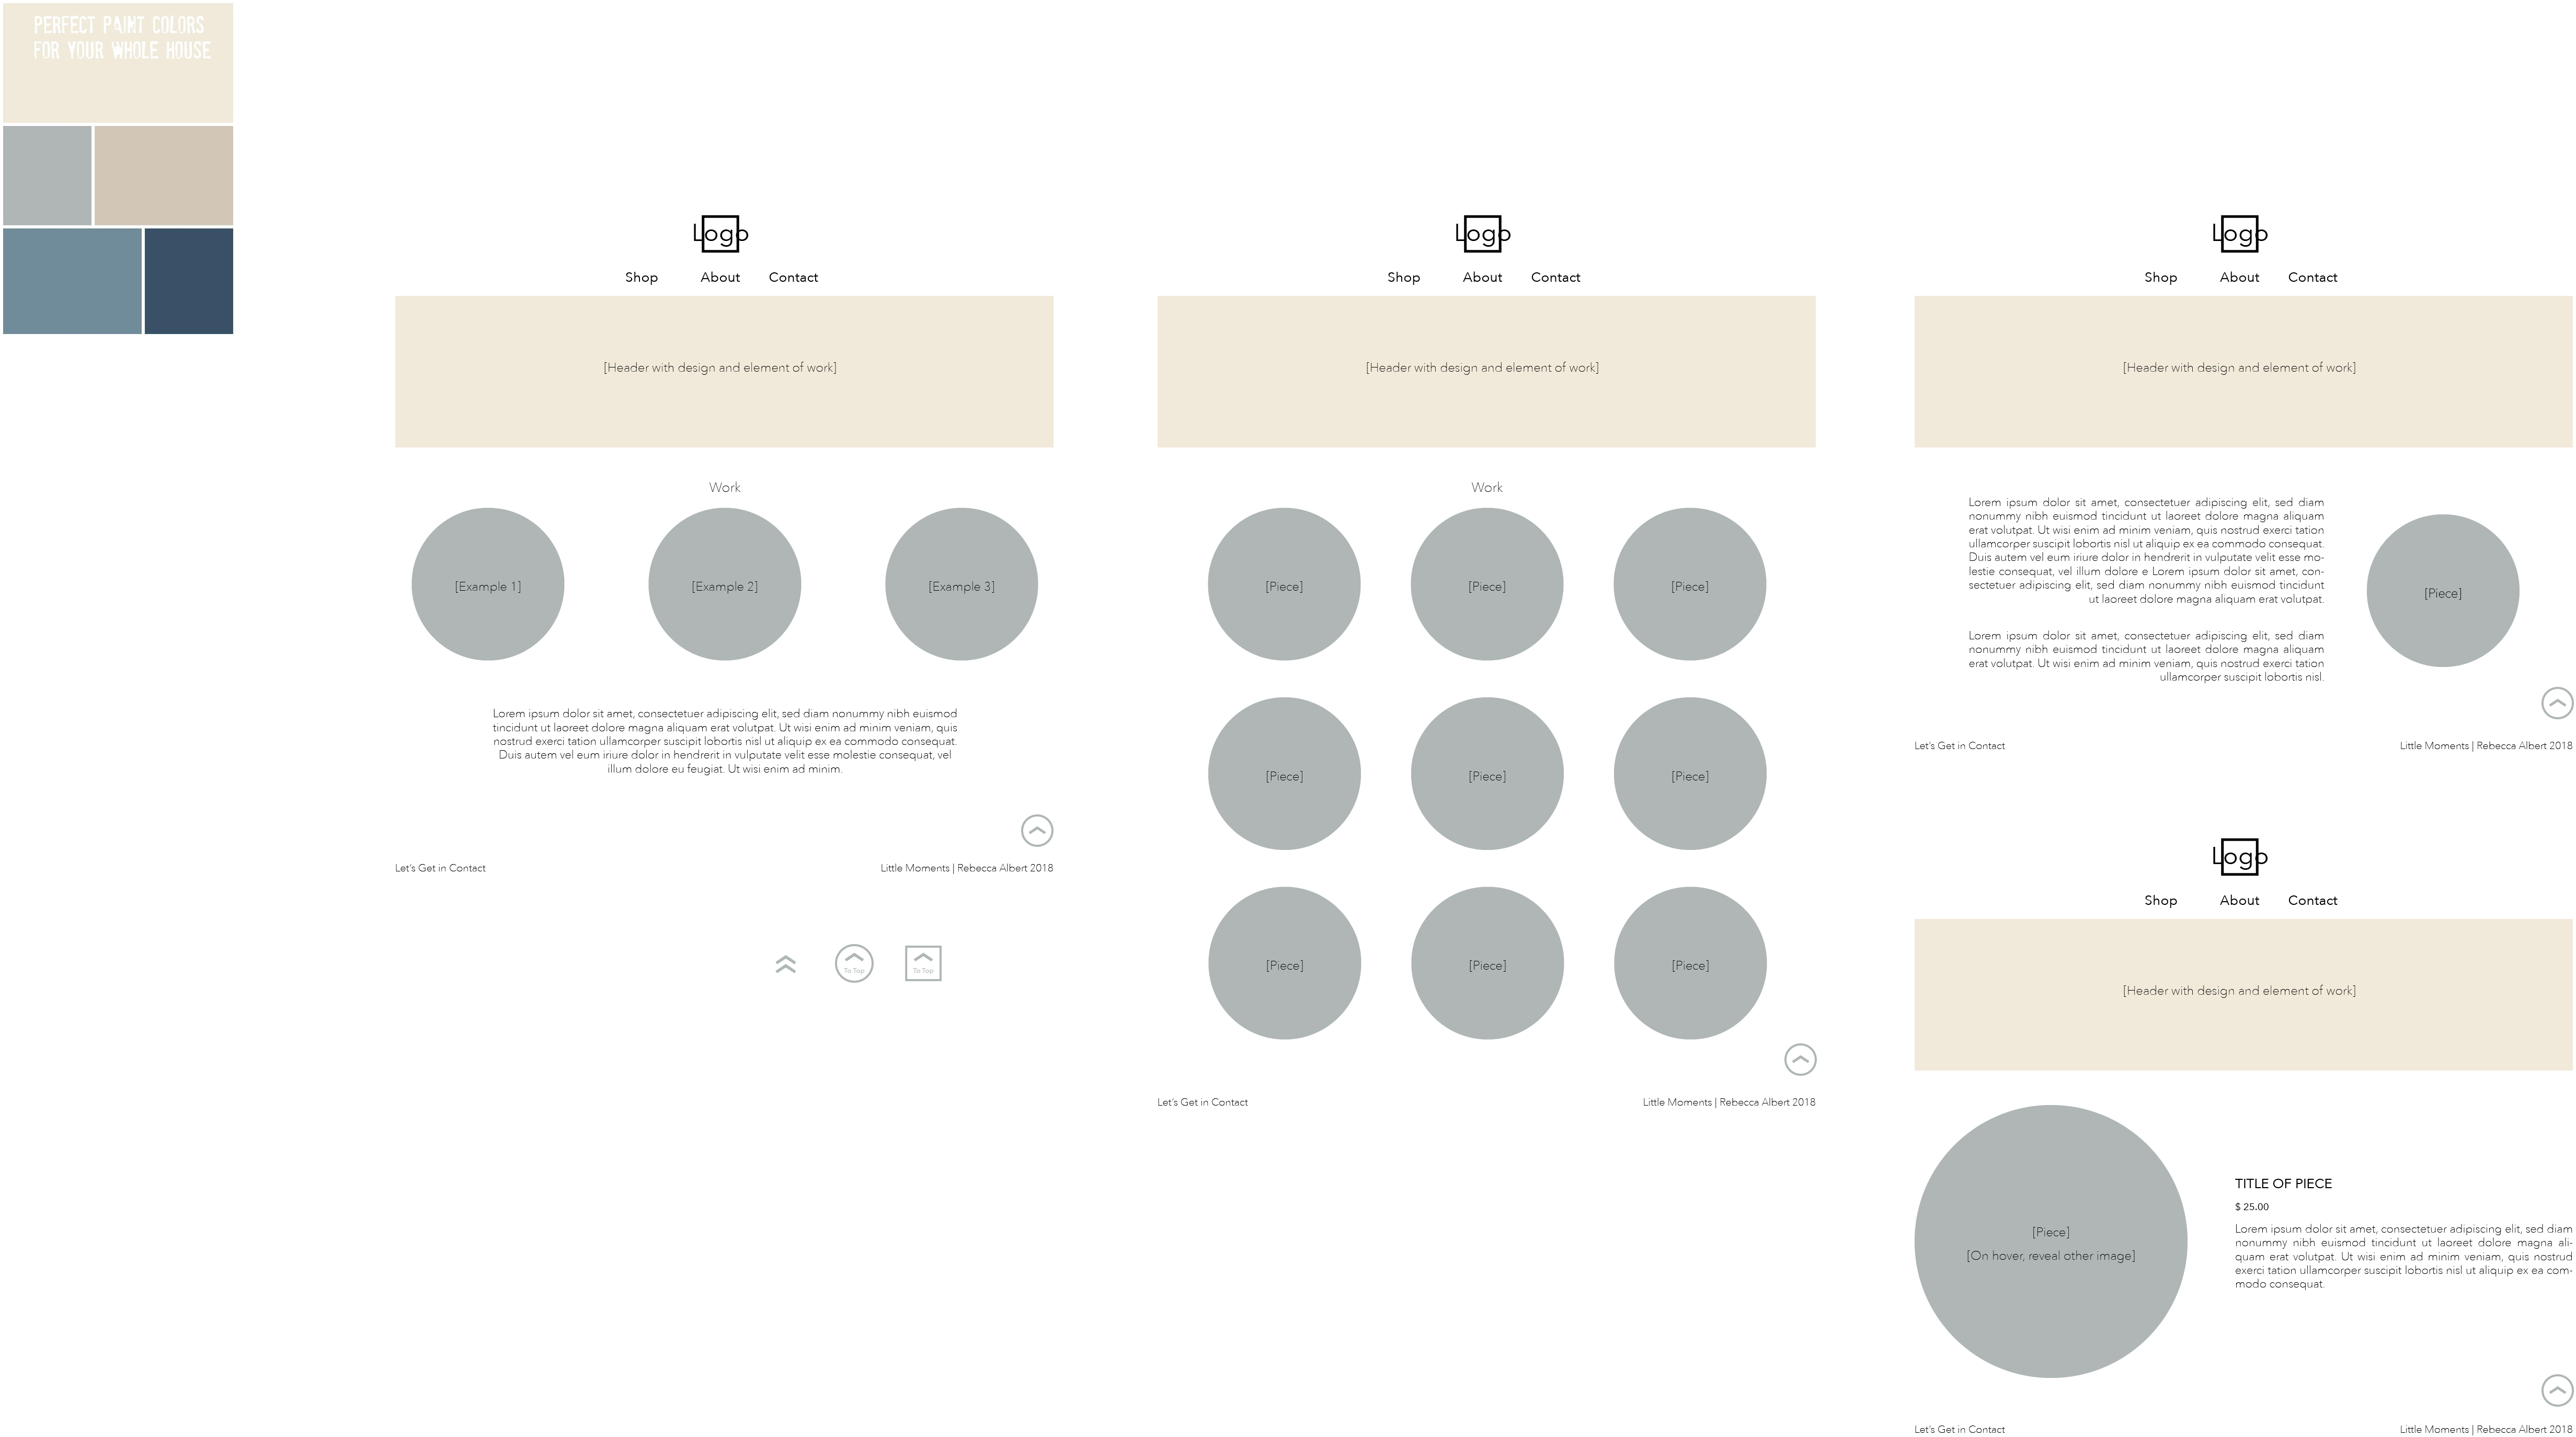 PERFECT PAINT COLORS
FOR YOUR WHOLE HOUSE
Logo
Shop About Contact
[Header with design and element of work]
Work
[Example 1] [Example 2] [Example 3]
Lorem ipsum dolor sit amet, consectetuer adipiscing elit, sed diam nonummy nibh euismod
tincidunt ut laoreet dolore magna aliquam erat volutpat. Ut wisi enim ad minim veniam, quis
nostrud exerci tation ullamcorper suscipit lobortis nisl ut aliquip ex ea commodo consequat.
Duis autem vel eum iriure dolor in hendrerit in vulputate velit esse molestie consequat, vel
illum dolore eu feugiat. Ut wisi enim ad minim.
Let's Get in Contact Little Moments | Rebecca Albert 2018
To Top To Top
Logo
Shop About Contact
[Header with design and element of work]
Work
[Piece] [Piece] [Piece]
[Piece] [Piece] [Piece]
[Piece] [Piece] [Piece]
Let's Get in Contact Little Moments | Rebecca Albert 2018
Logo
Shop About Contact
[Header with design and element of work]
Lorem ipsum dolor sit amet, consectetuer adipiscing elit, sed diam
nonummy nibh euismod tincidunt ut laoreet dolore magna aliquam
erat volutpat. Ut wisi enim ad minim veniam, quis nostrud exerci tation
ullamcorper suscipit lobortis nisl ut aliquip ex ea commodo consequat.
Duis autem vel eum iriure dolor in hendrerit in vulputate velit esse mo-
lestie consequat, vel illum dolore e Lorem ipsum dolor sit amet, con-
sectetuer adipiscing elit, sed diam nonummy nibh euismod tincidunt
ut laoreet dolore magna aliquam erat volutpat.
Lorem ipsum dolor sit amet, consectetuer adipiscing elit, sed diam
nonummy nibh euismod tincidunt ut laoreet dolore magna aliquam
erat volutpat. Ut wisi enim ad minim veniam, quis nostrud exerci tation
ullamcorper suscipit lobortis nisl.
[Piece]
Let's Get in Contact Little Moments | Rebecca Albert 2018
Logo
Shop About Contact
[Header with design and element of work]
[Piece]
[On hover, reveal other image]
TITLE OF PIECE
$ 25.00
Lorem ipsum dolor sit amet, consectetuer adipiscing elit, sed diam
nonummy nibh euismod tincidunt ut laoreet dolore magna ali-
quam erat volutpat. Ut wisi enim ad minim veniam, quis nostrud
exerci tation ullamcorper suscipit lobortis nisl ut aliquip ex ea com-
modo consequat.
Let's Get in Contact Little Moments | Rebecca Albert 2018